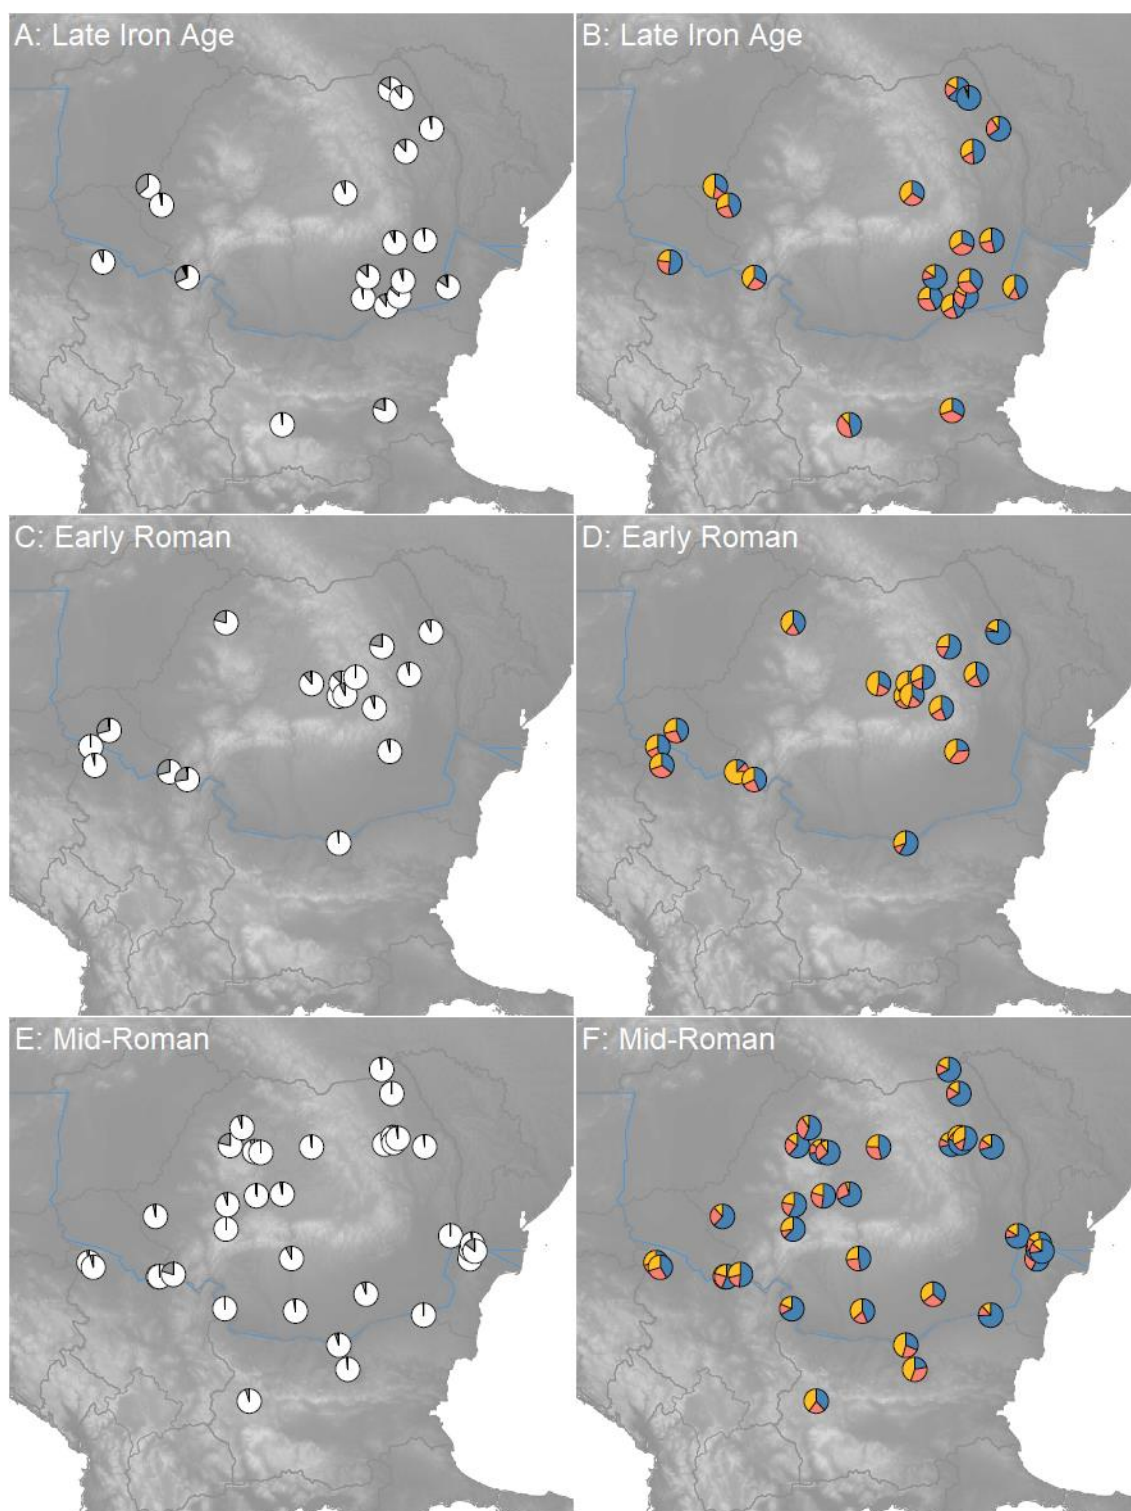 A: Late Iron Age
B: Late Iron Age
C: Early Roman
D: Early Roman
E: Mid-Roman
F: Mid-Roman